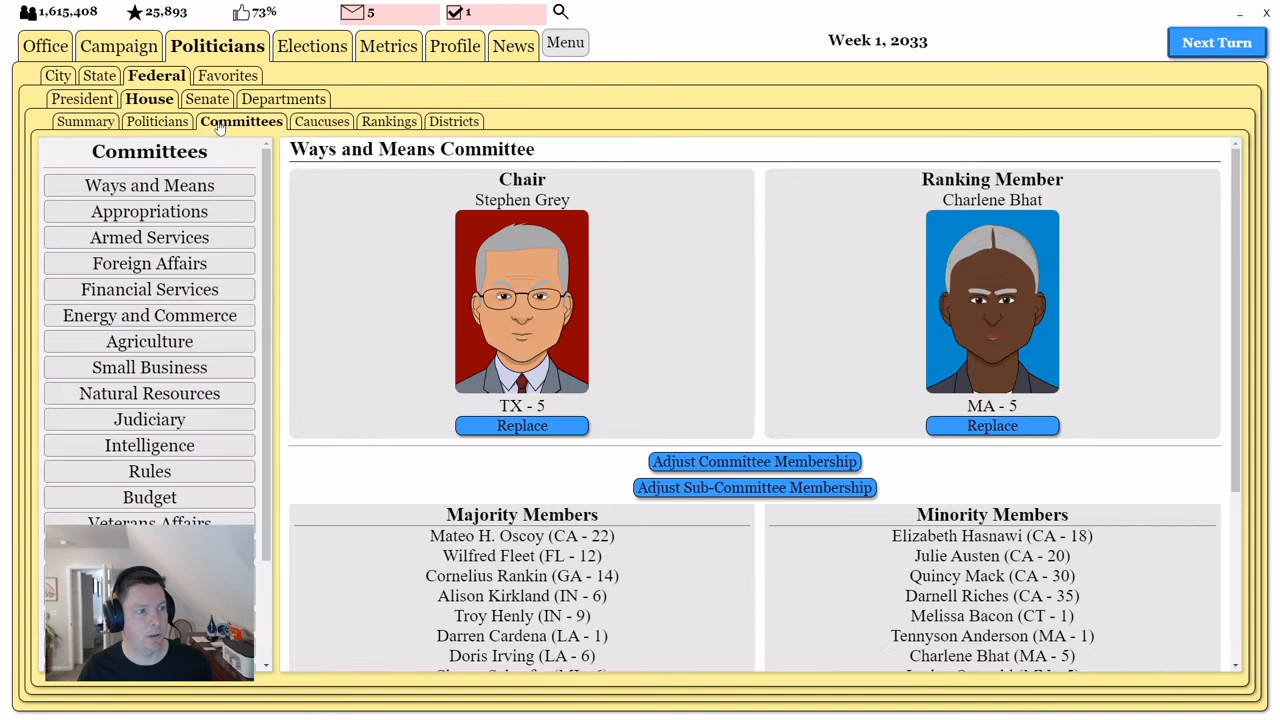 1,615,408 25,893 73% 5 1
_ X
Office Campaign Politicians Elections Metrics Profile News Menu Week 1, 2033 Next Turn
City State Federal Favorites
President House Senate Departments
Summary Politicians Committees Caucuses Rankings Districts
Committees
Ways and Means
Appropriations
Armed Services
Foreign Affairs
Financial Services
Energy and Commerce
Agriculture
Small Business
Natural Resources
Judiciary
Intelligence
Rules
Budget
Veterans Affairs
Ways and Means Committee
Chair
Stephen Grey
TX - 5
Replace
Ranking Member
Charlene Bhat
MA - 5
Replace
Adjust Committee Membership
Adjust Sub-Committee Membership
Majority Members
Mateo H. Oscoy (CA - 22)
Wilfred Fleet (FL - 12)
Cornelius Rankin (GA - 14)
Alison Kirkland (IN - 6)
Troy Henly (IN - 9)
Darren Cardena (LA - 1)
Doris Irving (LA - 6)
Minority Members
Elizabeth Hasnawi (CA - 18)
Julie Austen (CA - 20)
Quincy Mack (CA - 30)
Darnell Riches (CA - 35)
Melissa Bacon (CT - 1)
Tennyson Anderson (MA - 1)
Charlene Bhat (MA - 5)